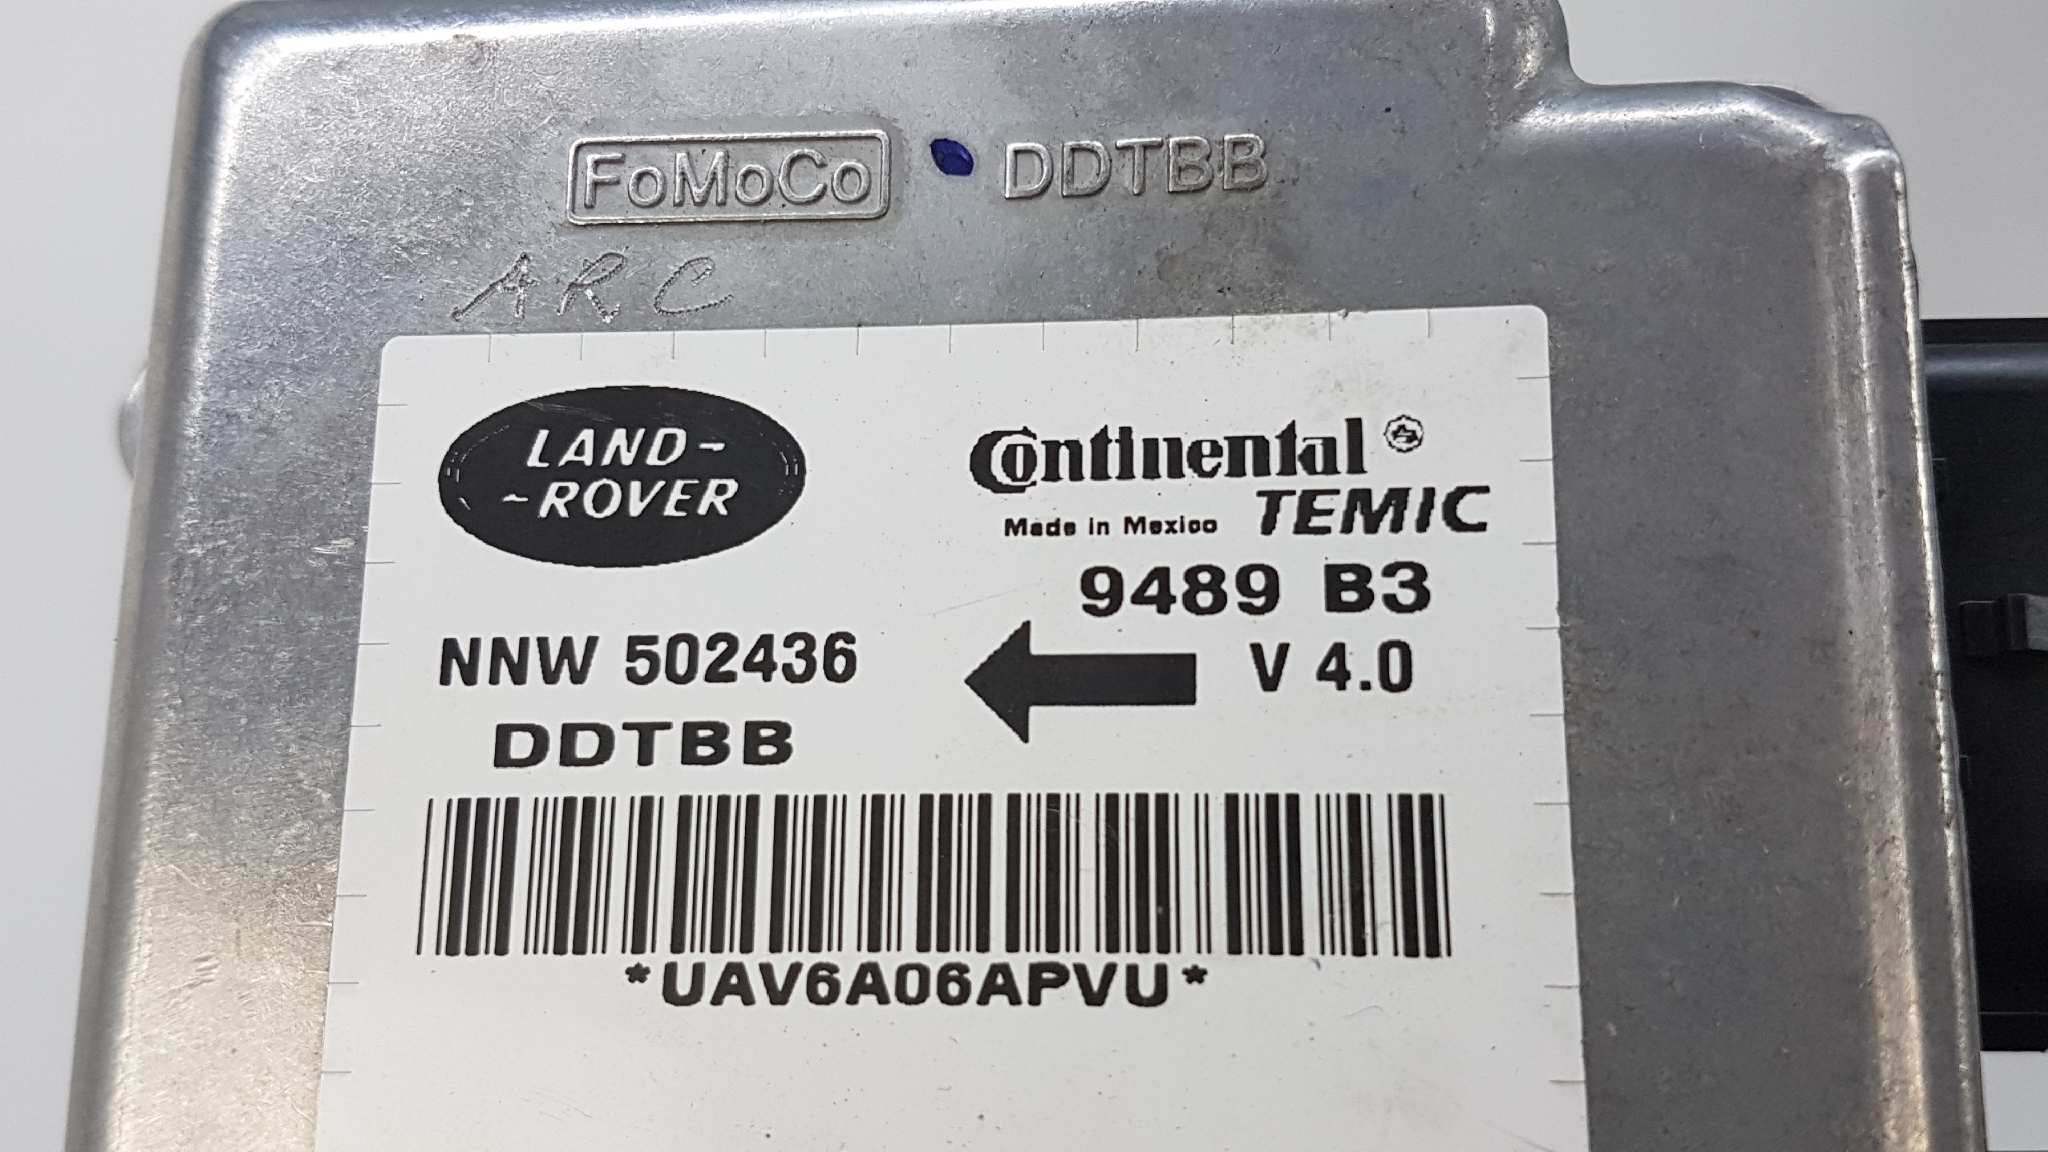 FoMoCo DDTBB
ARC
LAND-
-ROVER
Continental
Made in Mexico TEMIC
9489 B3
NNW 502436 V 4.0
DDTBB
*UAV6A06APVU*